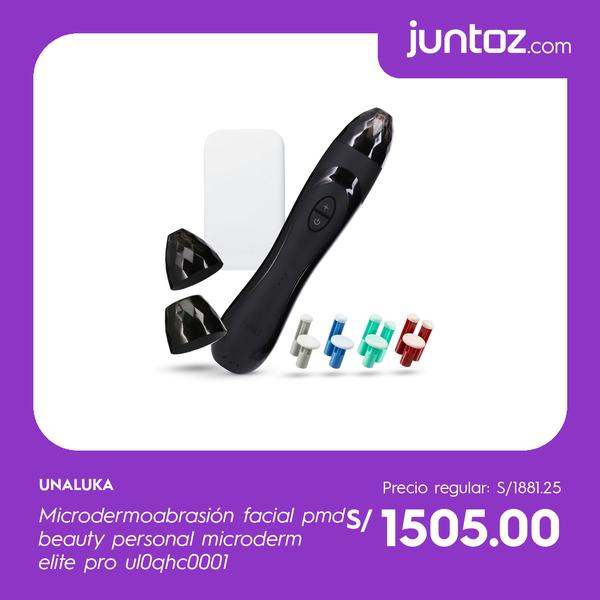 juntoz.com
UNALUKA
Microdermoabrasión facial pmd
beauty personal microderm
elite pro ul0qhc0001
Precio regular: S/1881.25
S/ 1505.00